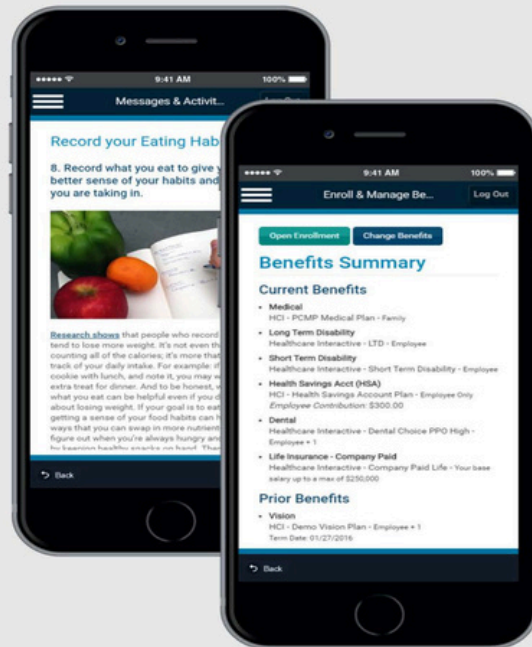 9:41 AM
100%
Messages & Activit...
Record your Eating Hab
8. Record what you eat to give y
better sense of your habits and
you are taking in.
Research shows that people who record
tend to lose more weight. It's not even th
counting all of the calories; it's more that
track of your daily intake. For example: if
cookie with lunch, and note it, you may w
extra treat for dinner. And to be honest, w
what you eat can be helpful even if you d
about losing weight. If your goal is to eat
getting a sense of your food habits can h
ways that you can swap in more nutrient
figure out when you're always hungry an
by keeping healthy snacks on hand. Ther
Back
9:41 AM
100%
Enroll & Manage Be...
Log Out
Open Enrollment
Change Benefits
Benefits Summary
Current Benefits
• Medical
HCI - PCMP Medical Plan - Family
• Long Term Disability
Healthcare Interactive - LTD - Employee
• Short Term Disability
Healthcare Interactive - Short Term Disability - Employee
• Health Savings Acct (HSA)
HCI - Health Savings Account Plan - Employee Only
Employee Contribution: $300.00
• Dental
Healthcare Interactive - Dental Choice PPO High -
Employee + 1
• Life Insurance - Company Paid
Healthcare Interactive - Company Paid Life - Your base
salary up to a max of $250,000
Prior Benefits
• Vision
HCI - Demo Vision Plan - Employee + 1
Term Date: 01/27/2016
Back